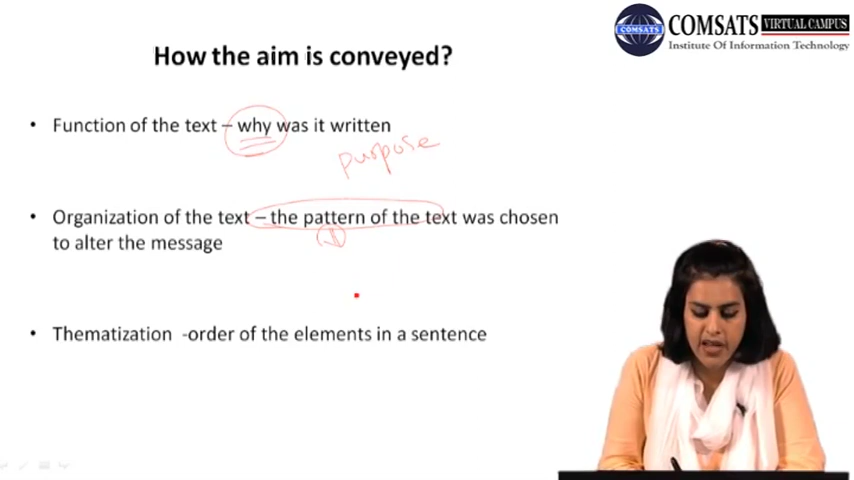 COMSATS VIRTUAL CAMPUS
COMSATS
Institute Of Information Technology
How the aim is conveyed?
• Function of the text – why was it written
purpose
• Organization of the text – the pattern of the text was chosen
to alter the message
• Thematization -order of the elements in a sentence